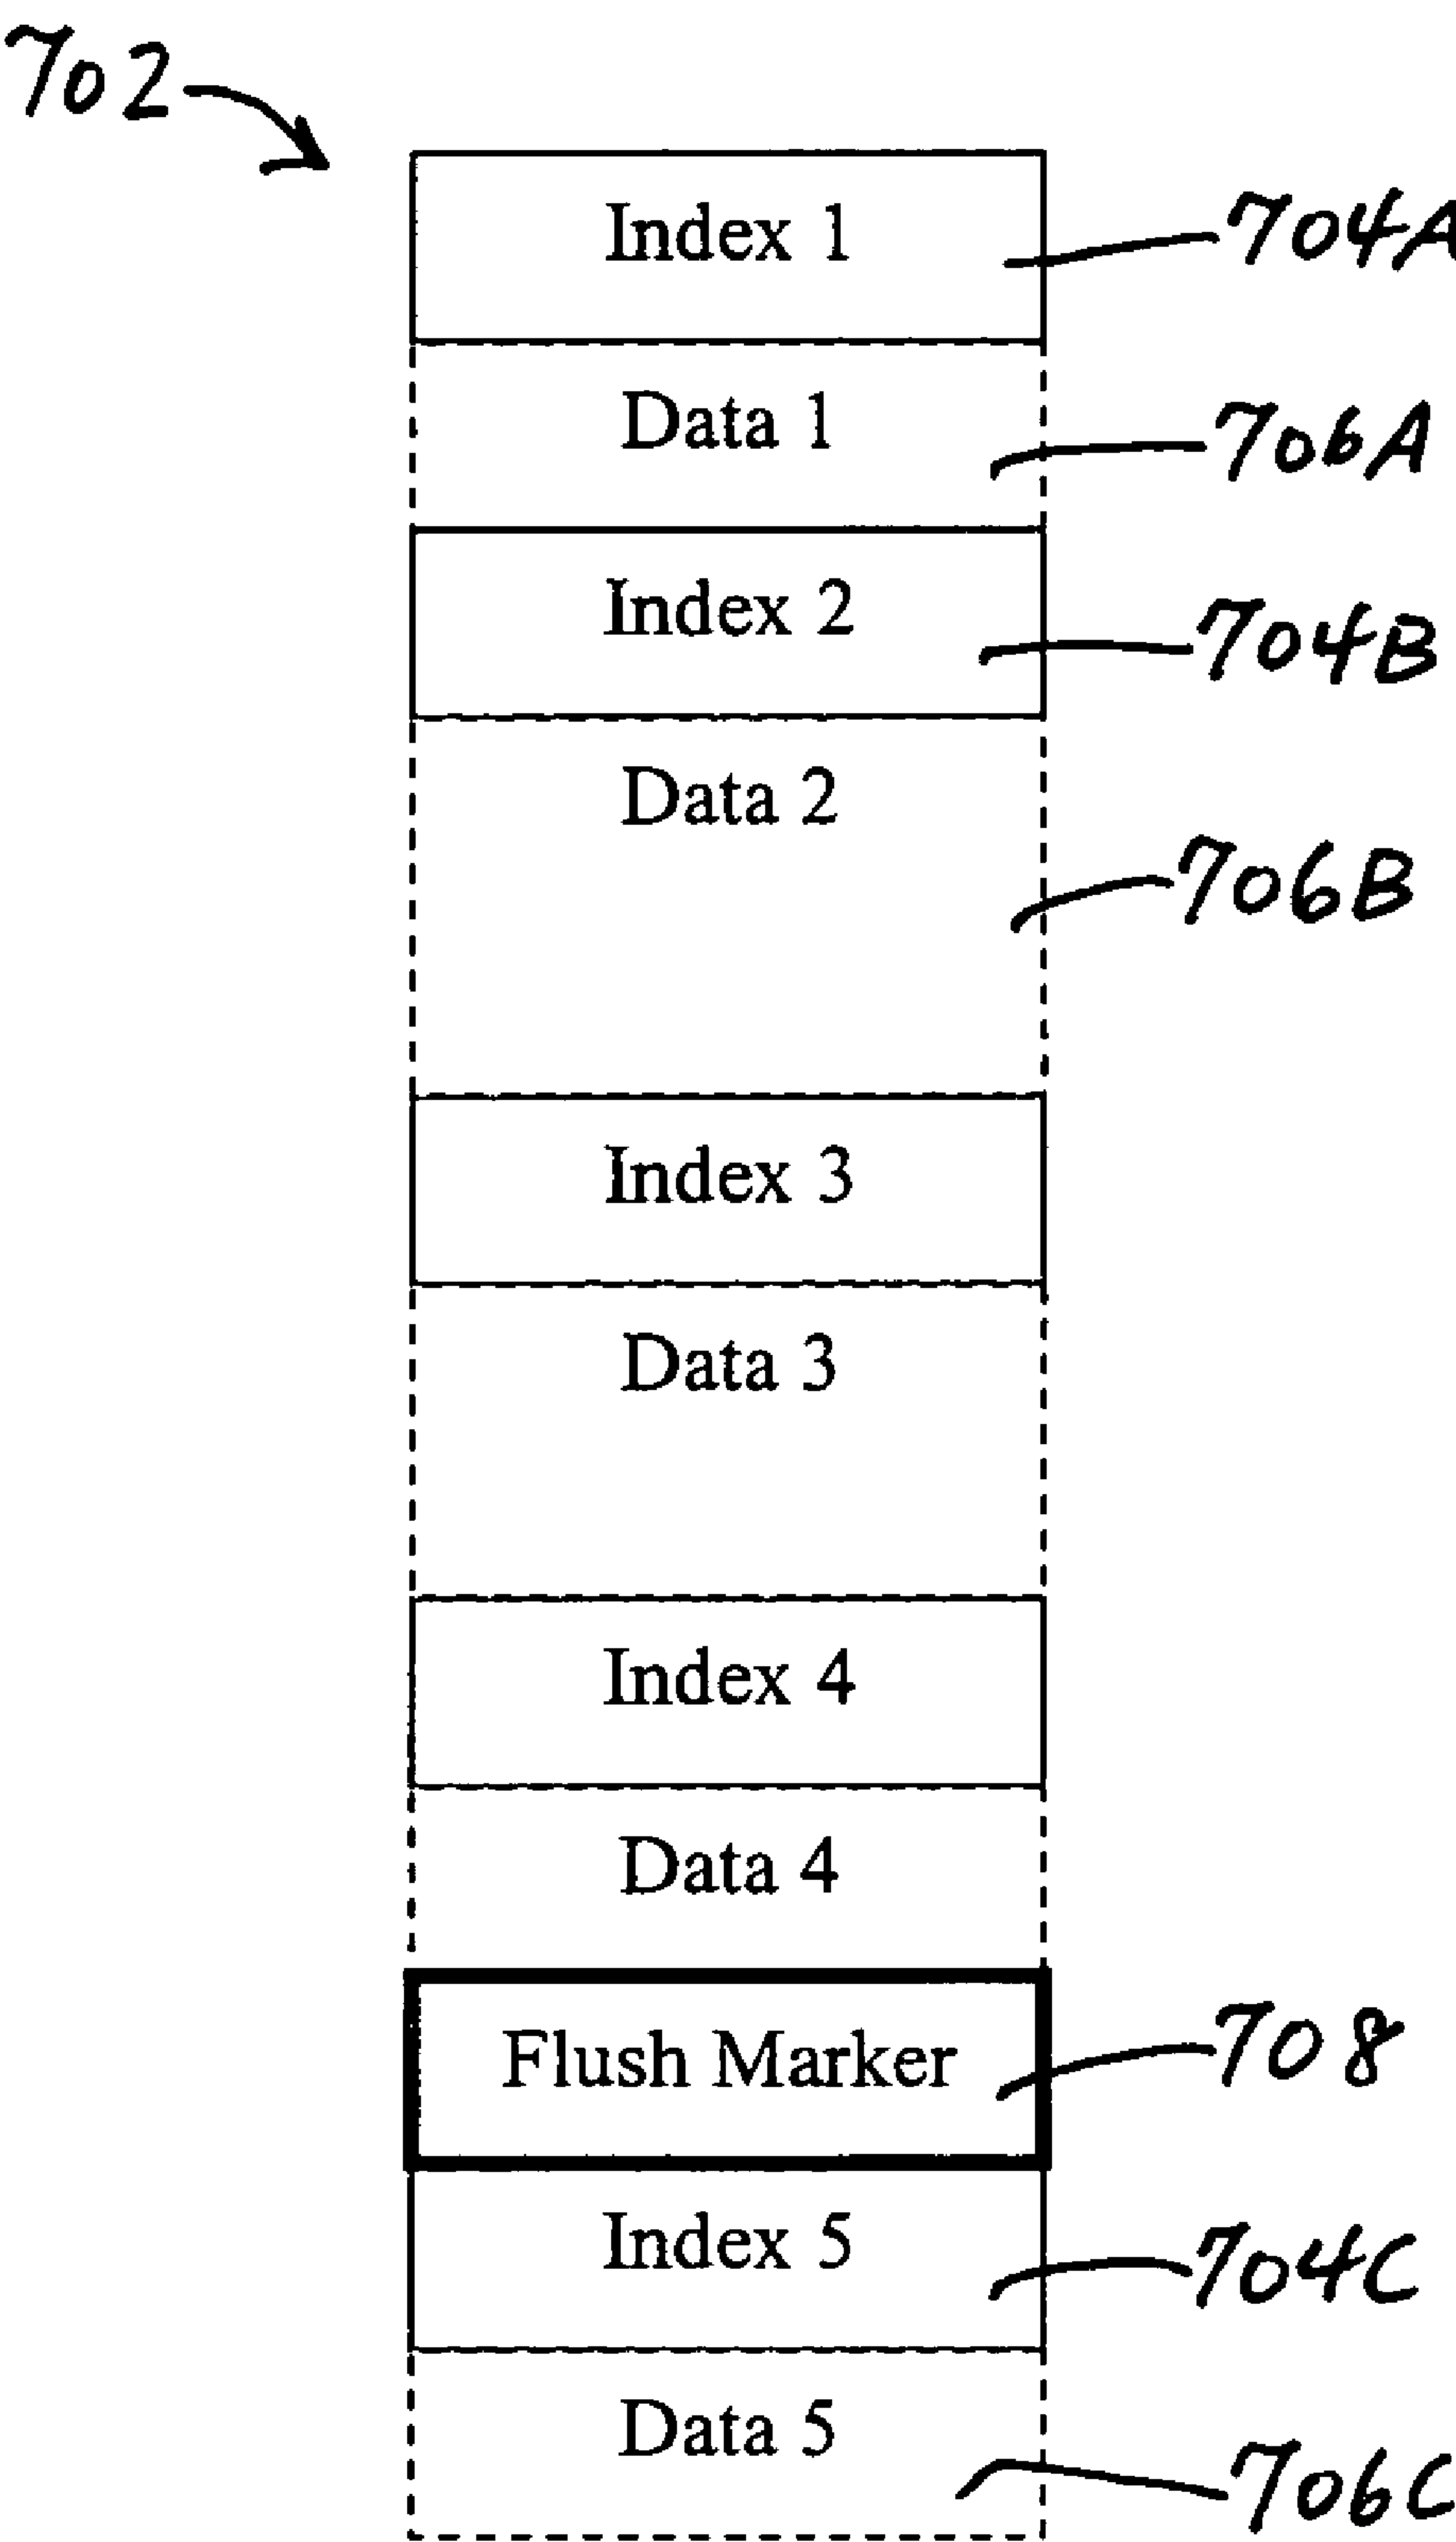 702
Index 1
704A
Data 1
706A
Index 2
704B
Data 2
706B
Index 3
Data 3
Index 4
Data 4
Flush Marker
708
Index 5
704C
Data 5
706C